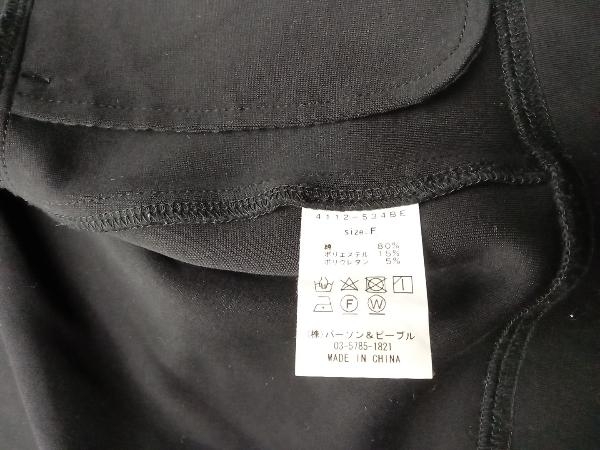 4112-534BE
size.F
綿 80%
ポリエステル 15%
ポリウレタン 5%
F W
(株)パーソン&ピープル
03-5785-1821
MADE IN CHINA